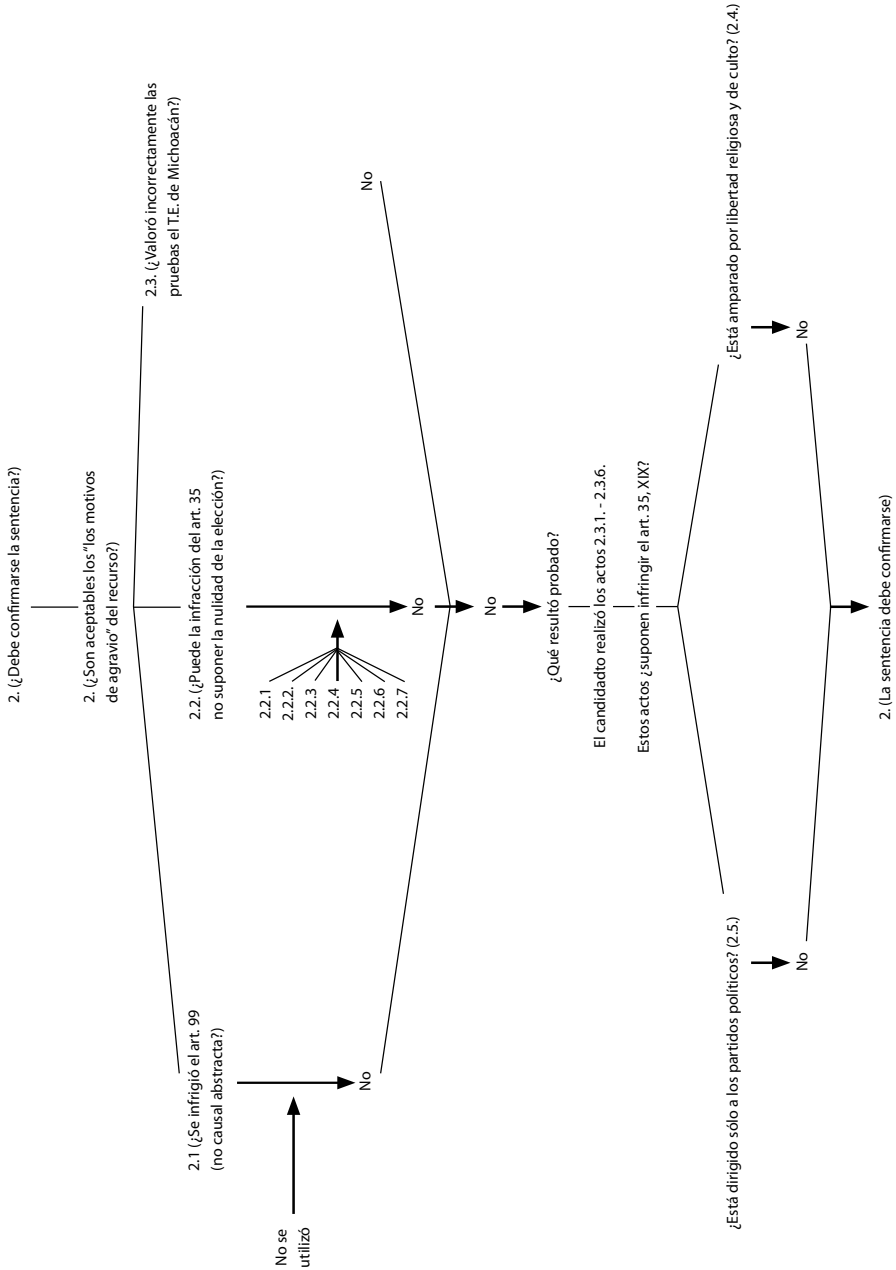 2. (¿Debe confirmarse la sentencia?)
2. (¿Son aceptables los “los motivos
de agravio” del recurso?)
2.1 (¿Se infrigió el art. 99
(no causal abstracta?)
No se
utilizó
No
2.2. (¿Puede la infracción del art. 35
no suponer la nulidad de la elección?)
2.2.1
2.2.2.
2.2.3
2.2.4
2.2.5
2.2.6
2.2.7
No
2.3. (¿Valoró incorrectamente las
pruebas el T.E. de Michoacán?)
No
No
¿Qué resultó probado?
El candidadto realizó los actos 2.3.1. - 2.3.6.
Estos actos ¿suponen infringir el art. 35, XIX?
¿Está dirigido sólo a los partidos políticos? (2.5.)
No
¿Está amparado por libertad religiosa y de culto? (2.4.)
No
2. (La sentencia debe confirmarse)